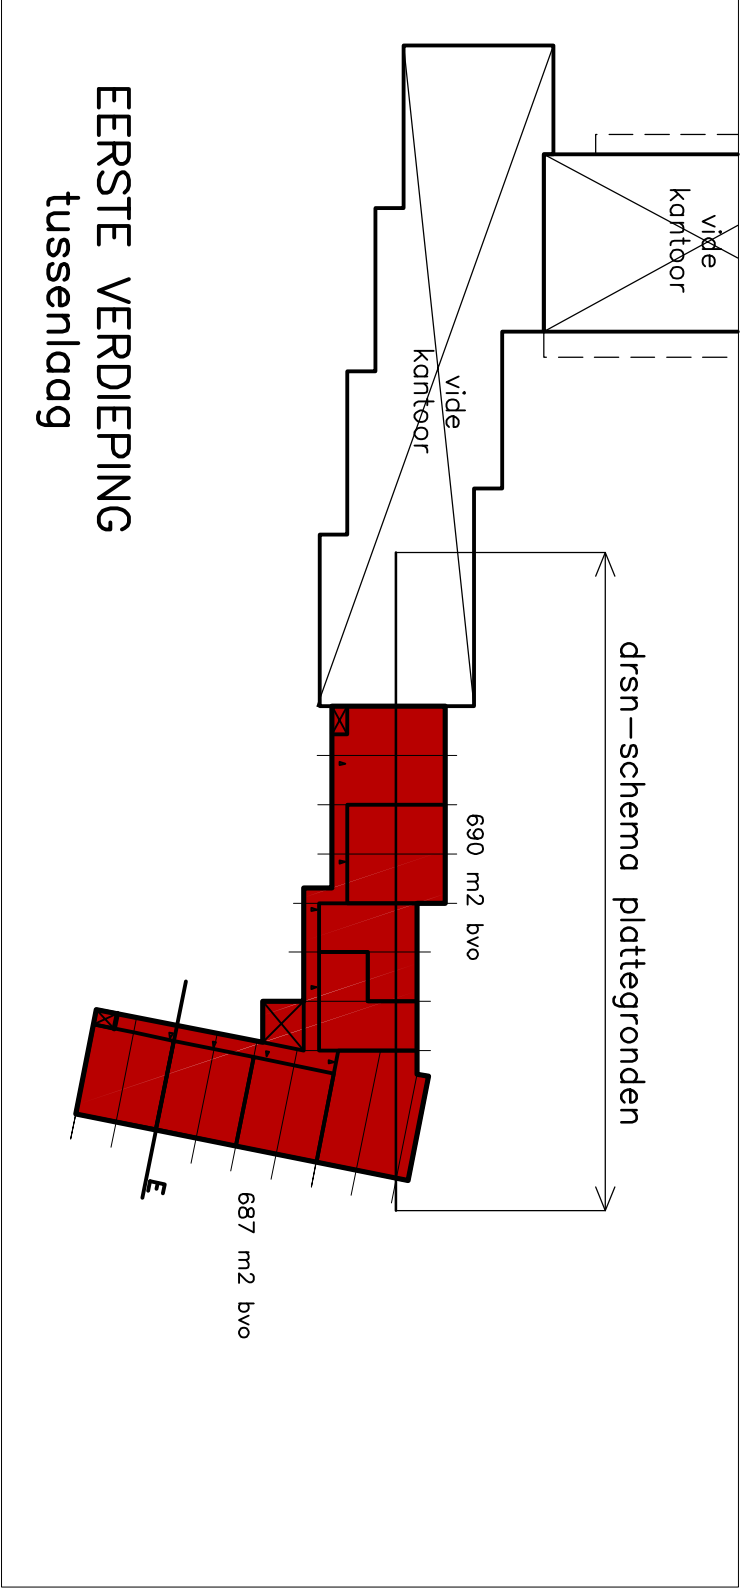 vide
kantoor
vide
kantoor
drsn-schema plattegronden
690 m2 bvo
687 m2 bvo
E
EERSTE VERDIEPING
tussenlaag